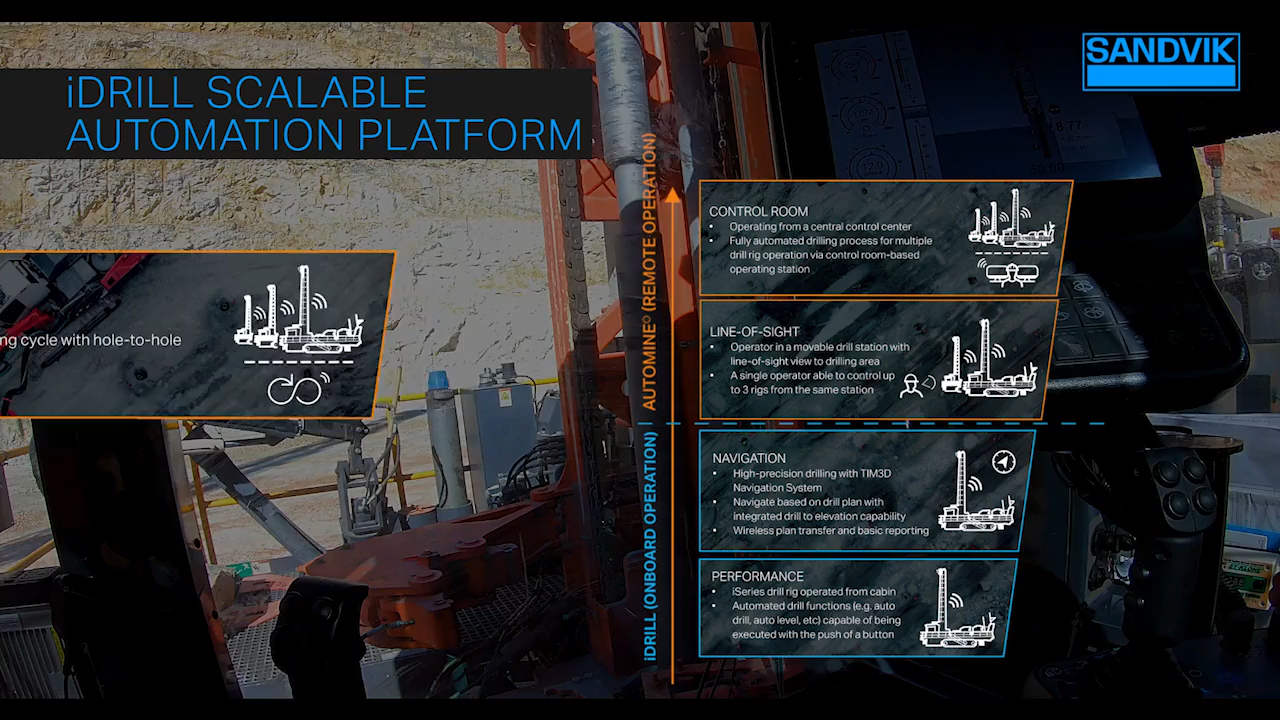 SANDVIK
iDRILL SCALABLE
AUTOMATION PLATFORM
ng cycle with hole-to-hole
AUTOMINE® (REMOTE OPERATION)
iDRILL (ONBOARD OPERATION)
CONTROL ROOM
• Operating from a central control center
• Fully automated drilling process for multiple
drill rig operation via control room-based
operating station
LINE-OF-SIGHT
• Operator in a movable drill station with
line-of-sight view to drilling area
• A single operator able to control up
to 3 rigs from the same station
NAVIGATION
• High-precision drilling with TIM3D
Navigation System
• Navigate based on drill plan with
integrated drill to elevation capability
• Wireless plan transfer and basic reporting
PERFORMANCE
• iSeries drill rig operated from cabin
• Automated drill functions (e.g. auto
drill, auto level, etc) capable of being
executed with the push of a button